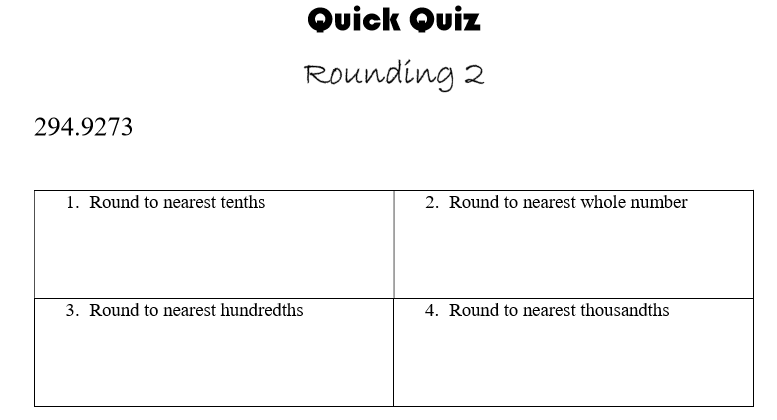 Quick Quiz
Rounding 2
294.9273
1. Round to nearest tenths
2. Round to nearest whole number
3. Round to nearest hundredths
4. Round to nearest thousandths